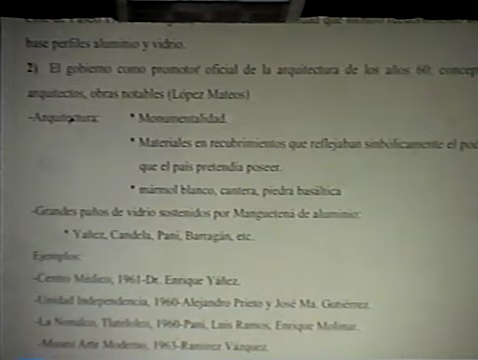 base perfiles aluminio y vidrio.
2) El gobierno como promotor oficial de la arquitectura de los años 60: concep
arquitectos, obras notables (López Mateos)
-Arquitectura: * Monumentalidad.
* Materiales en recubrimientos que reflejaban simbólicamente el pod
que el país pretendía poseer.
* mármol blanco, cantera, piedra basáltica
-Grandes paños de vidrio sostenidos por Manguetería de aluminio:
* Yañez, Candela, Pani, Barragán, etc.
Ejemplos:
-Centro Médico, 1961-Dr. Enrique Yáñez.
-Unidad Independencia, 1960-Alejandro Prieto y José Ma. Gutiérrez.
-La Nonalco, Tlatelolco, 1960-Pani, Luis Ramos, Enrique Molinar.
-Museo Arte Moderno, 1963-Ramírez Vázquez.